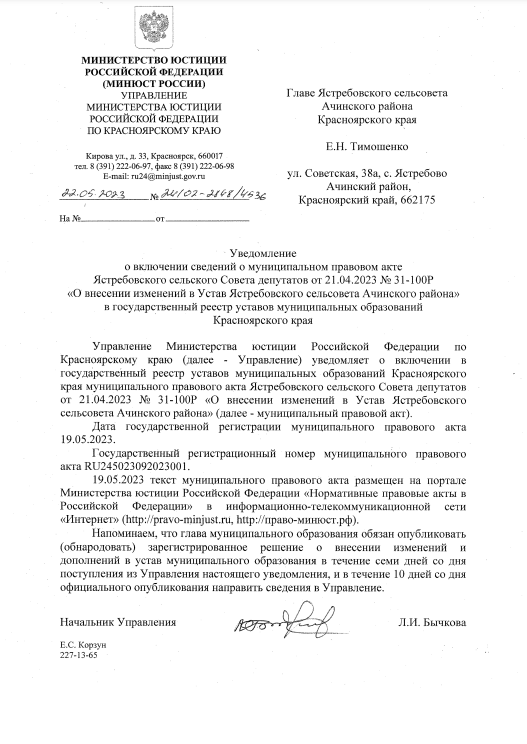 МИНИСТЕРСТВО ЮСТИЦИИ
РОССИЙСКОЙ ФЕДЕРАЦИИ
(МИНЮСТ РОССИИ)
УПРАВЛЕНИЕ
МИНИСТЕРСТВА ЮСТИЦИИ
РОССИЙСКОЙ ФЕДЕРАЦИИ
ПО КРАСНОЯРСКОМУ КРАЮ
Кирова ул., д. 33, Красноярск, 660017
тел. 8 (391) 222-06-97, факс 8 (391) 222-06-98
E-mail: ru24@minjust.gov.ru
22.05.2023 № 24/02-2848/4536
На № от
Главе Ястребовского сельсовета
Ачинского района
Красноярского края
Е.Н. Тимошенко
ул. Советская, 38а, с. Ястребово
Ачинский район,
Красноярский край, 662175
Уведомление
о включении сведений о муниципальном правовом акте
Ястребовского сельского Совета депутатов от 21.04.2023 № 31-100Р
«О внесении изменений в Устав Ястребовского сельсовета Ачинского района»
в государственный реестр уставов муниципальных образований
Красноярского края
Управление Министерства юстиции Российской Федерации по
Красноярскому краю (далее - Управление) уведомляет о включении в
государственный реестр уставов муниципальных образований Красноярского
края муниципального правового акта Ястребовского сельского Совета депутатов
от 21.04.2023 № 31-100Р «О внесении изменений в Устав Ястребовского
сельсовета Ачинского района» (далее - муниципальный правовой акт).
Дата государственной регистрации муниципального правового акта
19.05.2023.
Государственный регистрационный номер муниципального правового
акта RU245023092023001.
19.05.2023 текст муниципального правового акта размещен на портале
Министерства юстиции Российской Федерации «Нормативные правовые акты в
Российской Федерации» в информационно-телекоммуникационной сети
«Интернет» (http://pravo-minjust.ru, http://право-минюст.рф).
Напоминаем, что глава муниципального образования обязан опубликовать
(обнародовать) зарегистрированное решение о внесении изменений и
дополнений в устав муниципального образования в течение семи дней со дня
поступления из Управления настоящего уведомления, и в течение 10 дней со дня
официального опубликования направить сведения в Управление.
Начальник Управления Л.И. Бычкова
Е.С. Корзун
227-13-65